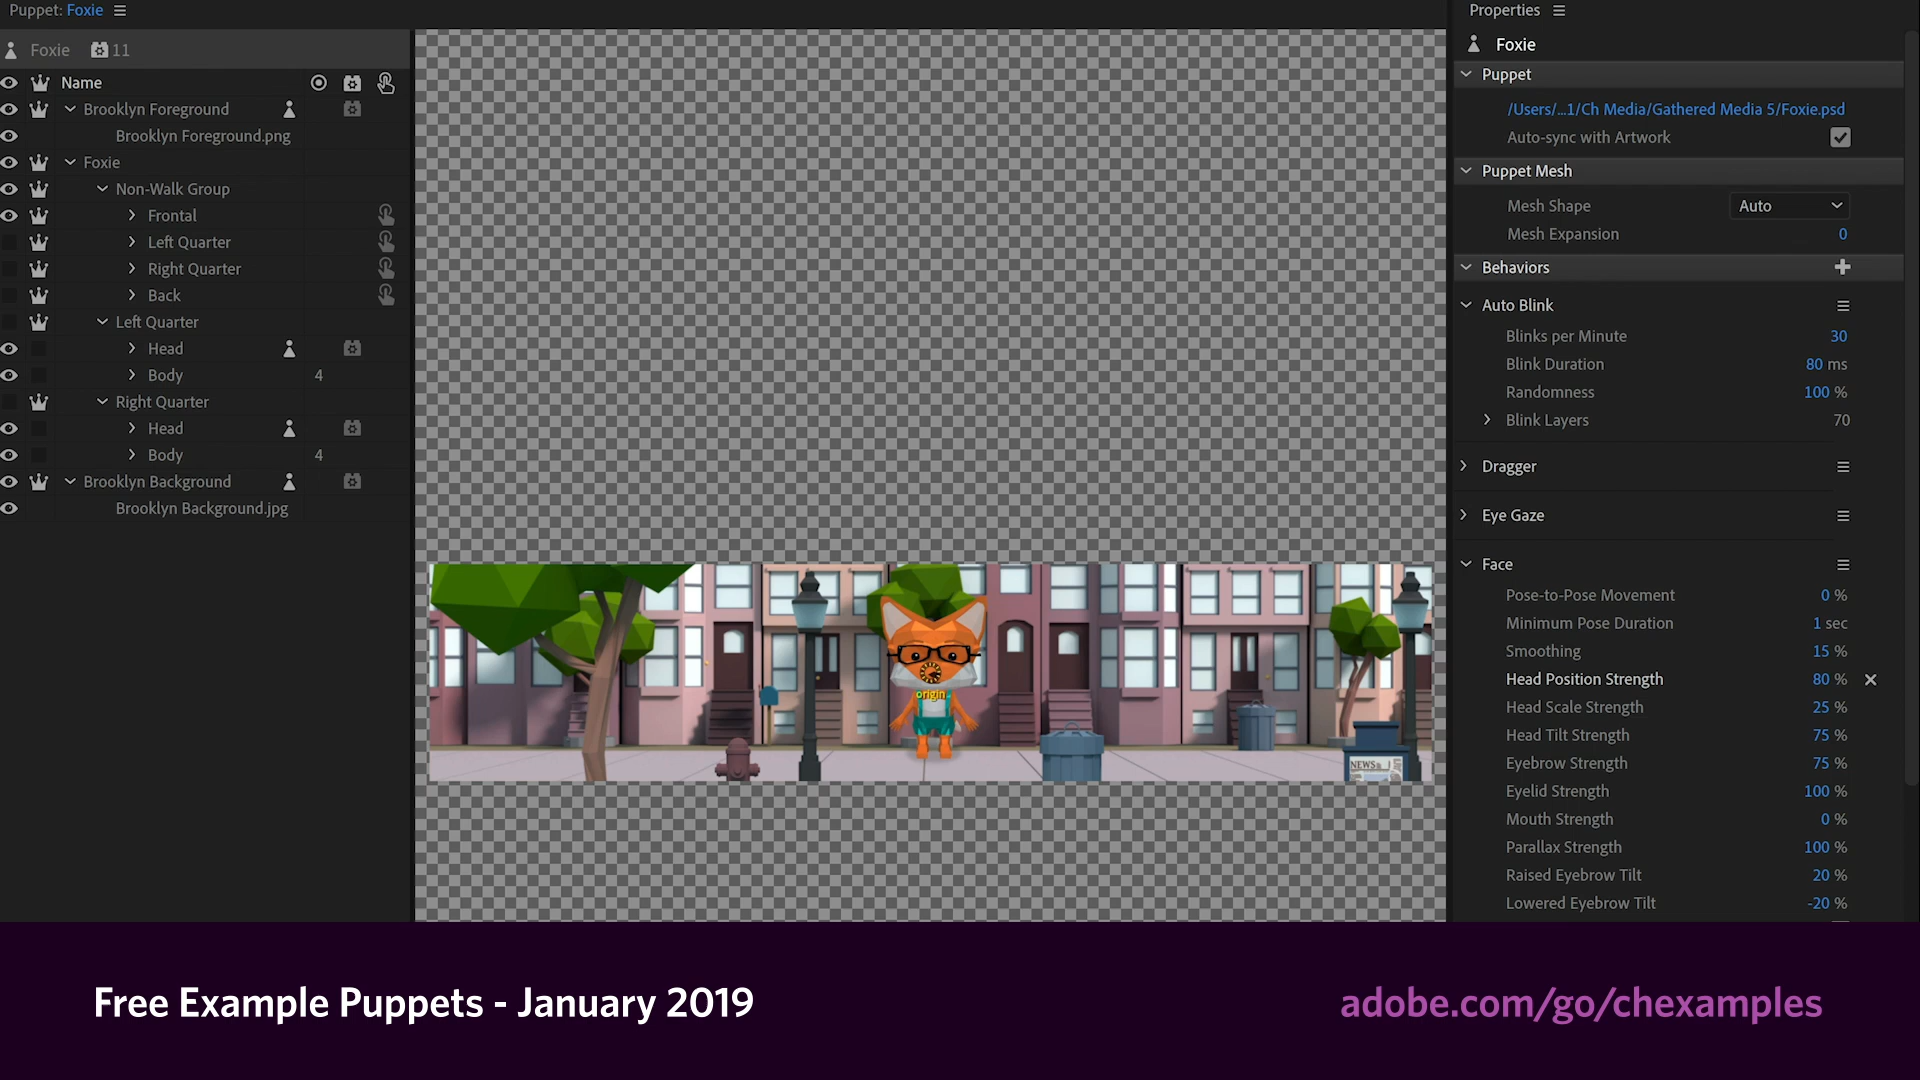 Puppet: Foxie
Foxie 11
Name
Brooklyn Foreground
Brooklyn Foreground.png
Foxie
Non-Walk Group
Frontal
Left Quarter
Right Quarter
Back
Left Quarter
Head
Body 4
Right Quarter
Head
Body 4
Brooklyn Background
Brooklyn Background.jpg
origin
NEWS
Properties
Foxie
Puppet
/Users/...1/Ch Media/Gathered Media 5/Foxie.psd
Auto-sync with Artwork
Puppet Mesh
Mesh Shape Auto
Mesh Expansion 0
Behaviors
Auto Blink
Blinks per Minute 30
Blink Duration 80 ms
Randomness 100 %
Blink Layers 70
Dragger
Eye Gaze
Face
Pose-to-Pose Movement 0 %
Minimum Pose Duration 1 sec
Smoothing 15 %
Head Position Strength 80 %
Head Scale Strength 25 %
Head Tilt Strength 75 %
Eyebrow Strength 75 %
Eyelid Strength 100 %
Mouth Strength 0 %
Parallax Strength 100 %
Raised Eyebrow Tilt 20 %
Lowered Eyebrow Tilt -20 %
Free Example Puppets - January 2019
adobe.com/go/chexamples